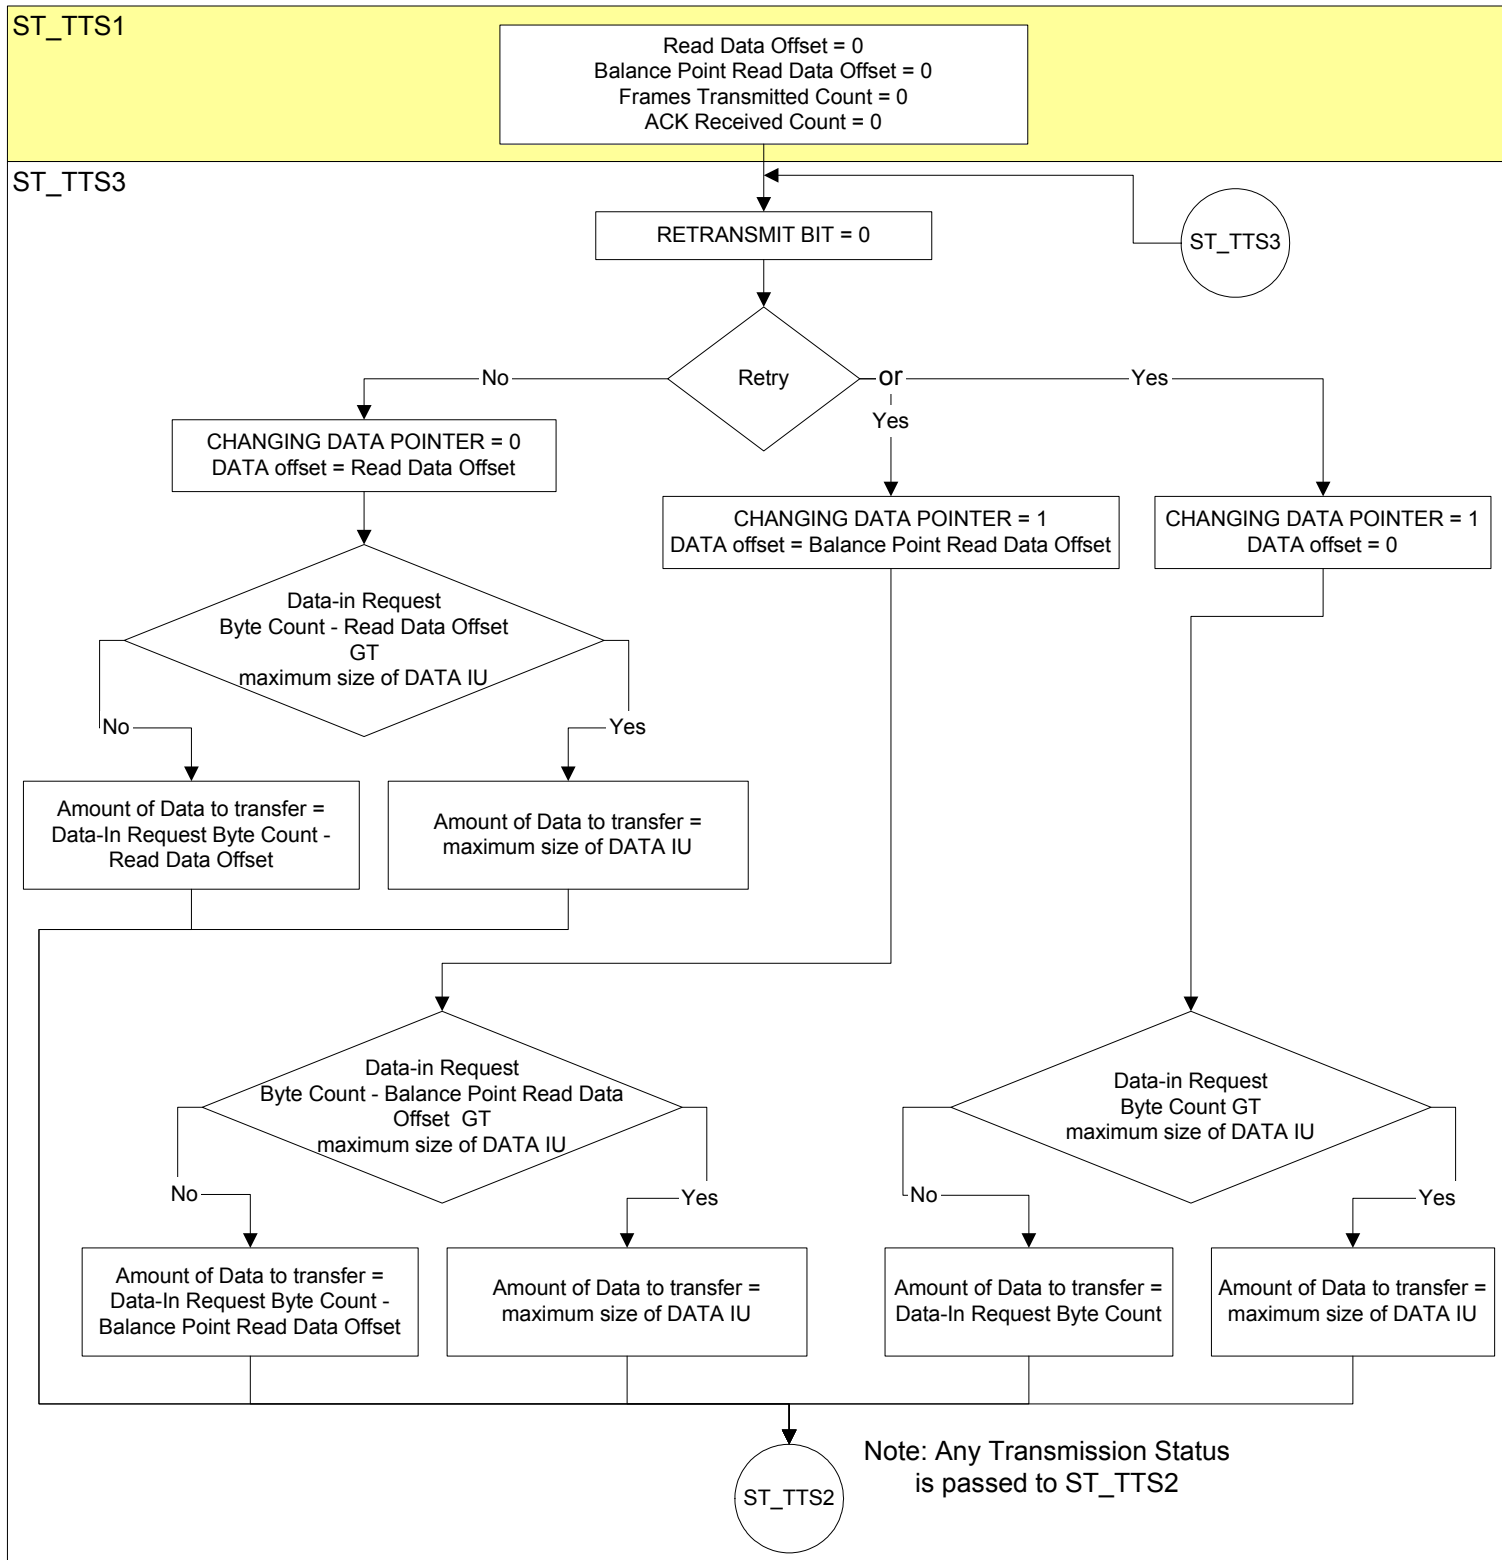 ST_TTS1
Read Data Offset = 0
Balance Point Read Data Offset = 0
Frames Transmitted Count = 0
ACK Received Count = 0
ST_TTS3
RETRANSMIT BIT = 0
ST_TTS3
Retry
No
or
Yes
Yes
CHANGING DATA POINTER = 0
DATA offset = Read Data Offset
CHANGING DATA POINTER = 1
DATA offset = Balance Point Read Data Offset
CHANGING DATA POINTER = 1
DATA offset = 0
Data-in Request
Byte Count - Read Data Offset
GT
maximum size of DATA IU
No
Yes
Amount of Data to transfer =
Data-In Request Byte Count -
Read Data Offset
Amount of Data to transfer =
maximum size of DATA IU
Data-in Request
Byte Count - Balance Point Read Data
Offset  GT
maximum size of DATA IU
No
Yes
Data-in Request
Byte Count GT
maximum size of DATA IU
No
Yes
Amount of Data to transfer =
Data-In Request Byte Count -
Balance Point Read Data Offset
Amount of Data to transfer =
maximum size of DATA IU
Amount of Data to transfer =
Data-In Request Byte Count
Amount of Data to transfer =
maximum size of DATA IU
ST_TTS2
Note: Any Transmission Status
is passed to ST_TTS2